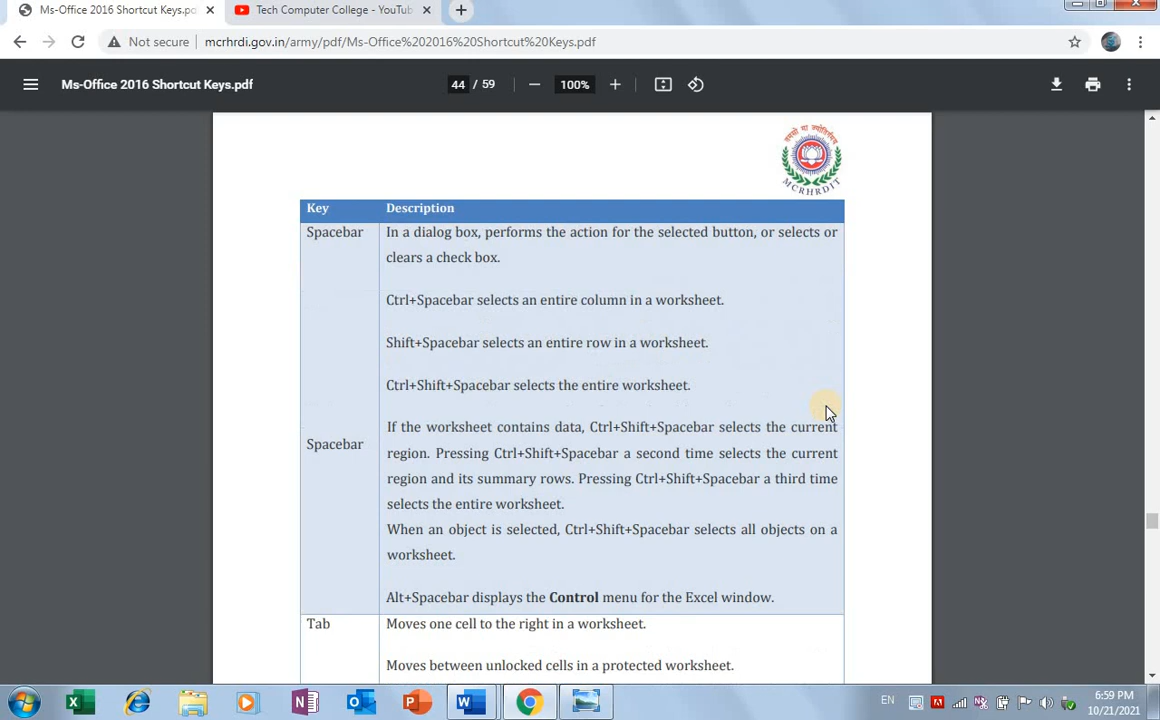 Ms-Office 2016 Shortcut Keys.pd
Tech Computer College - YouTub
Not secure
mcrhrdi.gov.in/army/pdf/Ms-Office%202016%20Shortcut%20Keys.pdf
Ms-Office 2016 Shortcut Keys.pdf
44 / 59
100%
MCRHRDIT
Key Description
Spacebar In a dialog box, performs the action for the selected button, or selects or
clears a check box.
Ctrl+Spacebar selects an entire column in a worksheet.
Shift+Spacebar selects an entire row in a worksheet.
Ctrl+Shift+Spacebar selects the entire worksheet.
If the worksheet contains data, Ctrl+Shift+Spacebar selects the current
Spacebar region. Pressing Ctrl+Shift+Spacebar a second time selects the current
region and its summary rows. Pressing Ctrl+Shift+Spacebar a third time
selects the entire worksheet.
When an object is selected, Ctrl+Shift+Spacebar selects all objects on a
worksheet.
Alt+Spacebar displays the Control menu for the Excel window.
Tab Moves one cell to the right in a worksheet.
Moves between unlocked cells in a protected worksheet.
EN
6:59 PM
10/21/2021